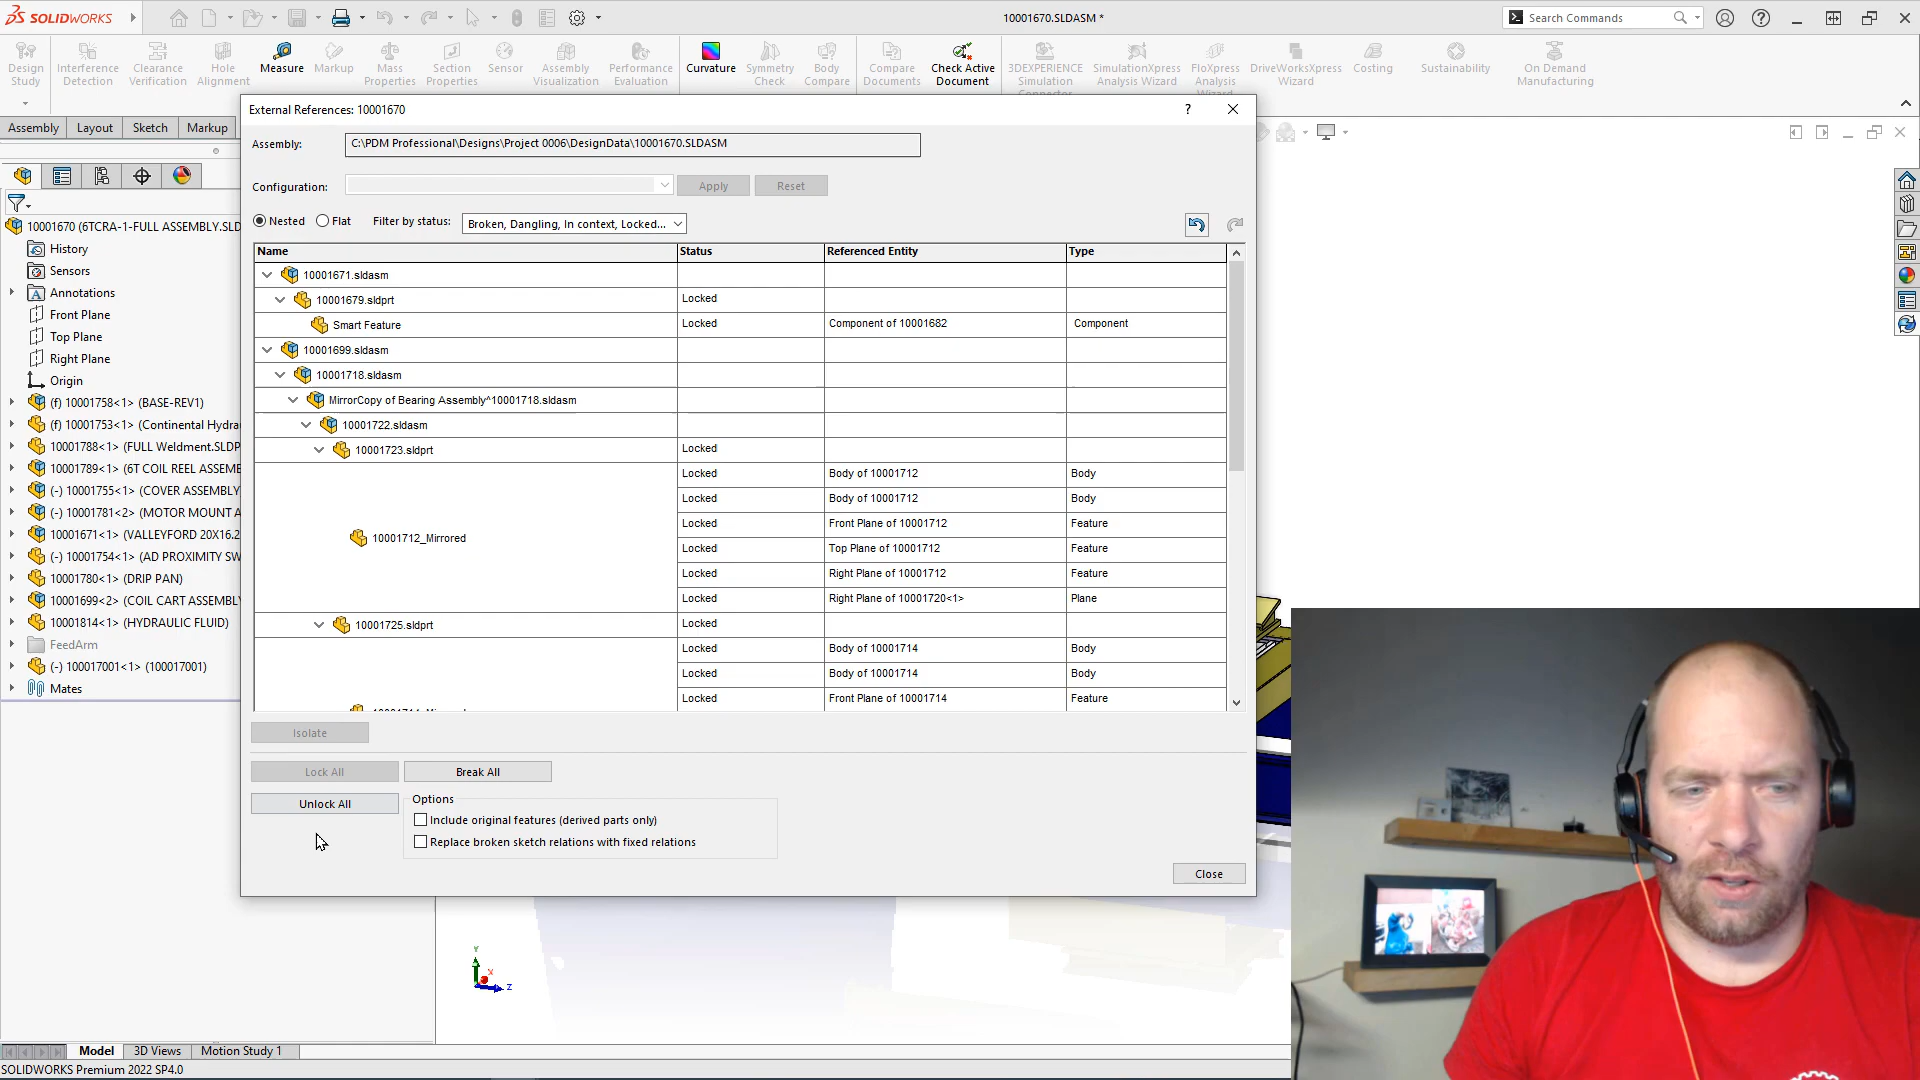 SOLIDWORKS
10001670.SLDASM *
Search Commands
Design Study
Interference Detection
Clearance Verification
Hole Alignment
Measure
Markup
Mass Properties
Section Properties
Sensor
Assembly Visualization
Performance Evaluation
Curvature
Symmetry Check
Body Compare
Compare Documents
Check Active Document
3DEXPERIENCE Simulation
SimulationXpress Analysis Wizard
FloXpress Analysis Wizard
DriveWorksXpress Wizard
Costing
Sustainability
On Demand Manufacturing
Assembly
Layout
Sketch
Markup
10001670 (6TCRA-1-FULL ASSEMBLY.SLD
History
Sensors
Annotations
Front Plane
Top Plane
Right Plane
Origin
(f) 10001758<1> (BASE-REV1)
(f) 10001753<1> (Continental Hydra
10001788<1> (FULL Weldment.SLDP
10001789<1> (6T COIL REEL ASSEME
(-) 10001755<1> (COVER ASSEMBLY
(-) 10001781<2> (MOTOR MOUNT A
10001671<1> (VALLEYFORD 20X16.2
(-) 10001754<1> (AD PROXIMITY SW
10001780<1> (DRIP PAN)
10001699<2> (COIL CART ASSEMBLY
10001814<1> (HYDRAULIC FLUID)
FeedArm
(-) 100017001<1> (100017001)
Mates
External References: 10001670
?
Assembly:
C:\PDM Professional\Designs\Project 0006\DesignData\10001670.SLDASM
Configuration:
Apply
Reset
Nested
Flat
Filter by status:
Broken, Dangling, In context, Locked...
Name Status Referenced Entity Type
10001671.sldasm
10001679.sldprt Locked
Smart Feature Locked Component of 10001682 Component
10001699.sldasm
10001718.sldasm
MirrorCopy of Bearing Assembly^10001718.sldasm
10001722.sldasm
10001723.sldprt Locked
Locked Body of 10001712 Body
Locked Body of 10001712 Body
Locked Front Plane of 10001712 Feature
10001712_Mirrored
Locked Top Plane of 10001712 Feature
Locked Right Plane of 10001712 Feature
Locked Right Plane of 10001720<1> Plane
10001725.sldprt Locked
Locked Body of 10001714 Body
Locked Body of 10001714 Body
Locked Front Plane of 10001714 Feature
Isolate
Lock All
Break All
Unlock All
Options
Include original features (derived parts only)
Replace broken sketch relations with fixed relations
Close
Y
X
Z
Model
3D Views
Motion Study 1
SOLIDWORKS Premium 2022 SP4.0